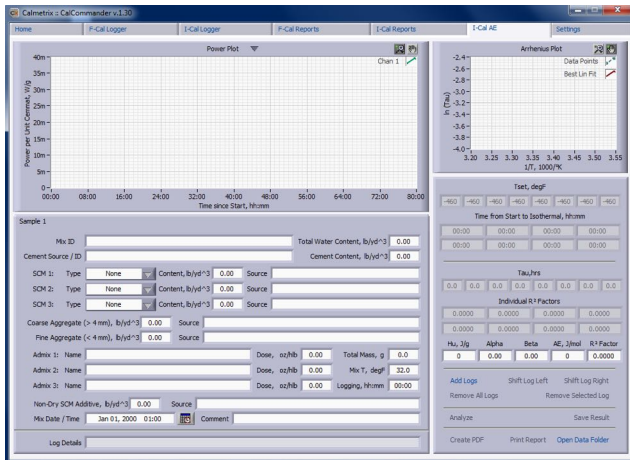 Calmetrix :: CalCommander v.1.30
Home F-Cal Logger I-Cal Logger F-Cal Reports I-Cal Reports I-Cal AE Settings
Power Plot
Chan 1
Power per Unit Cemmat, W/g
40m
35m
30m
25m
20m
15m
10m
5m
0
00:00 08:00 16:00 24:00 32:00 40:00 48:00 56:00 64:00 72:00 80:00
Time since Start, hh:mm
Arrhenius Plot
Data Points
Best Lin Fit
ln (Tau)
-2.4
-2.6
-2.8
-3.0
-3.2
-3.4
-3.6
-3.8
-4.0
3.20 3.25 3.30 3.35 3.40 3.45 3.50 3.55
1/T, 1000/°K
Sample 1
Mix ID Total Water Content, lb/yd^3 0.00
Cement Source / ID Cement Content, lb/yd^3 0.00
SCM 1: Type None Content, lb/yd^3 0.00 Source
SCM 2: Type None Content, lb/yd^3 0.00 Source
SCM 3: Type None Content, lb/yd^3 0.00 Source
Coarse Aggregate (> 4 mm), lb/yd^3 0.00 Source
Fine Aggregate (< 4 mm), lb/yd^3 0.00 Source
Admix 1: Name Dose, oz/hlb 0.00 Total Mass, g 0.0
Admix 2: Name Dose, oz/hlb 0.00 Mix T, degF 32.0
Admix 3: Name Dose, oz/hlb 0.00 Logging, hh:mm 00:00
Non-Dry SCM Additive, lb/yd^3 0.00 Source
Mix Date / Time Jan 01, 2000 01:00 Comment
Log Details
Tset, degF
-460 -460 -460 -460 -460 -460 -460 -460
Time from Start to Isothermal, hh:mm
00:00 00:00 00:00 00:00
00:00 00:00 00:00 00:00
Tau,hrs
0.0 0.0 0.0 0.0 0.0 0.0 0.0 0.0
Individual R² Factors
0.0000 0.0000 0.0000 0.0000
0.0000 0.0000 0.0000 0.0000
Hu, J/g Alpha Beta AE, J/mol R² Factor
0 0.00 0.00 0 0.0000
Add Logs Shift Log Left Shift Log Right
Remove All Logs Remove Selected Log
Analyze Save Result
Create PDF Print Report Open Data Folder